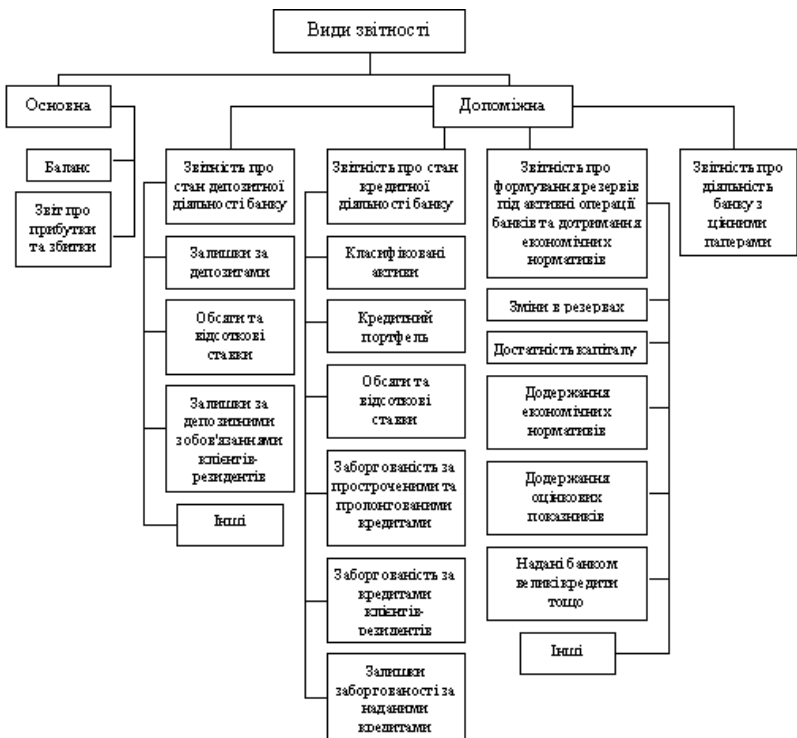 Види звітності
Основна
Допоміжна
Баланс
Звіт про
прибутки
та збитки
Звітність про
стан депозитної
діяльності банку
Залишки за
депозитами
Обсяги та
відсоткові
ставки
Залишки за
депозитними
зобов'язаннями
клієнтів-
резидентів
Інші
Звітність про стан
кредитної
діяльності банку
Класифіковані
активи
Кредитний
портфель
Обсяги та
відсоткові
ставки
Заборгованість за
простроченими та
пролонгованими
кредитами
Заборгованість за
кредитами
клієнтів-
резидентів
Залишки
заборгованості за
наданими
кредитами
Звітність про
формування резервів
під активні операції
банків та дотримання
економічних
нормативів
Зміни в резервах
Достатність капіталу
Додержання
економічних
нормативів
Додержання
оцінкових
показників
Надані банком
великі кредити
тощо
Інші
Звітність про
діяльність
банку з
цінними
паперами